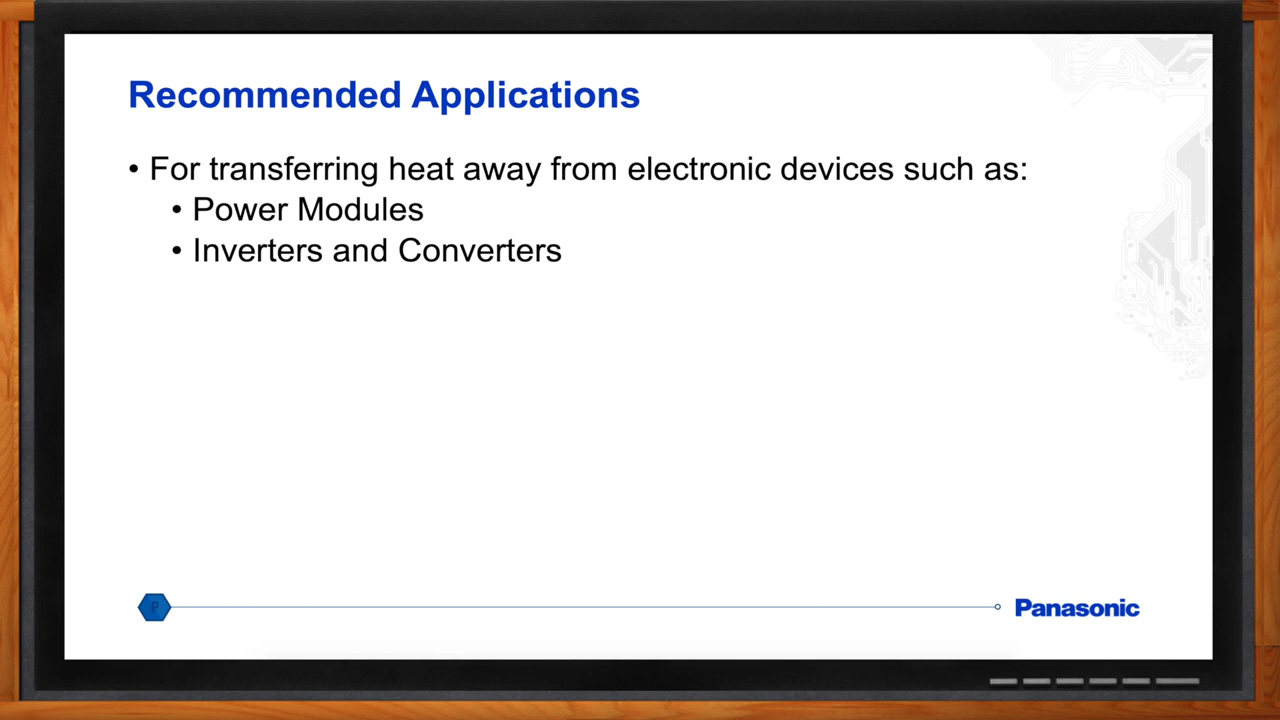 Recommended Applications
• For transferring heat away from electronic devices such as:
• Power Modules
• Inverters and Converters
P
Panasonic